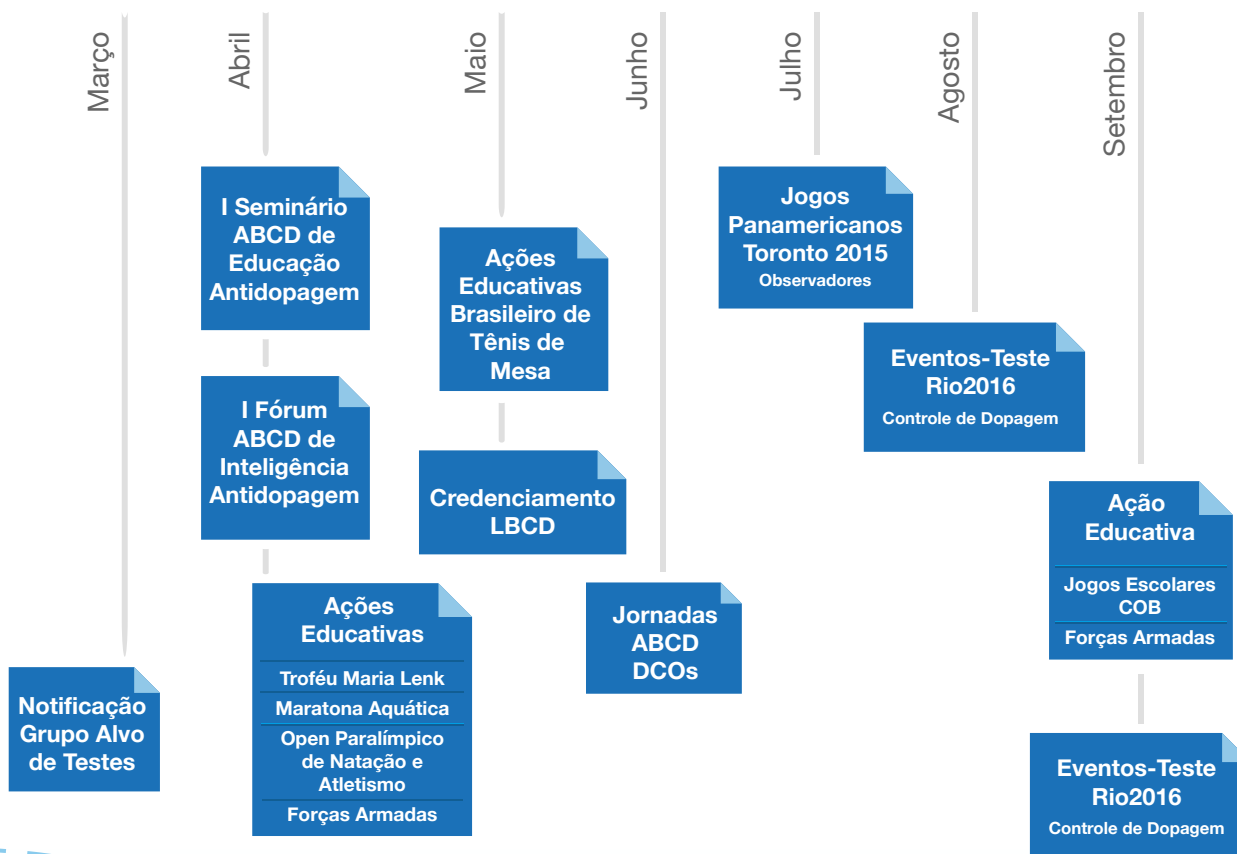 Março
Abril
Maio
Junho
Julho
Agosto
Setembro
Notificação
Grupo Alvo
de Testes
I Seminário
ABCD de
Educação
Antidopagem
I Fórum
ABCD de
Inteligência
Antidopagem
Ações
Educativas
Troféu Maria Lenk
Maratona Aquática
Open Paralímpico
de Natação e
Atletismo
Forças Armadas
Ações
Educativas
Brasileiro de
Tênis de
Mesa
Credenciamento
LBCD
Jornadas
ABCD
DCOs
Jogos
Panamericanos
Toronto 2015
Observadores
Eventos-Teste
Rio2016
Controle de Dopagem
Ação
Educativa
Jogos Escolares
COB
Forças Armadas
Eventos-Teste
Rio2016
Controle de Dopagem